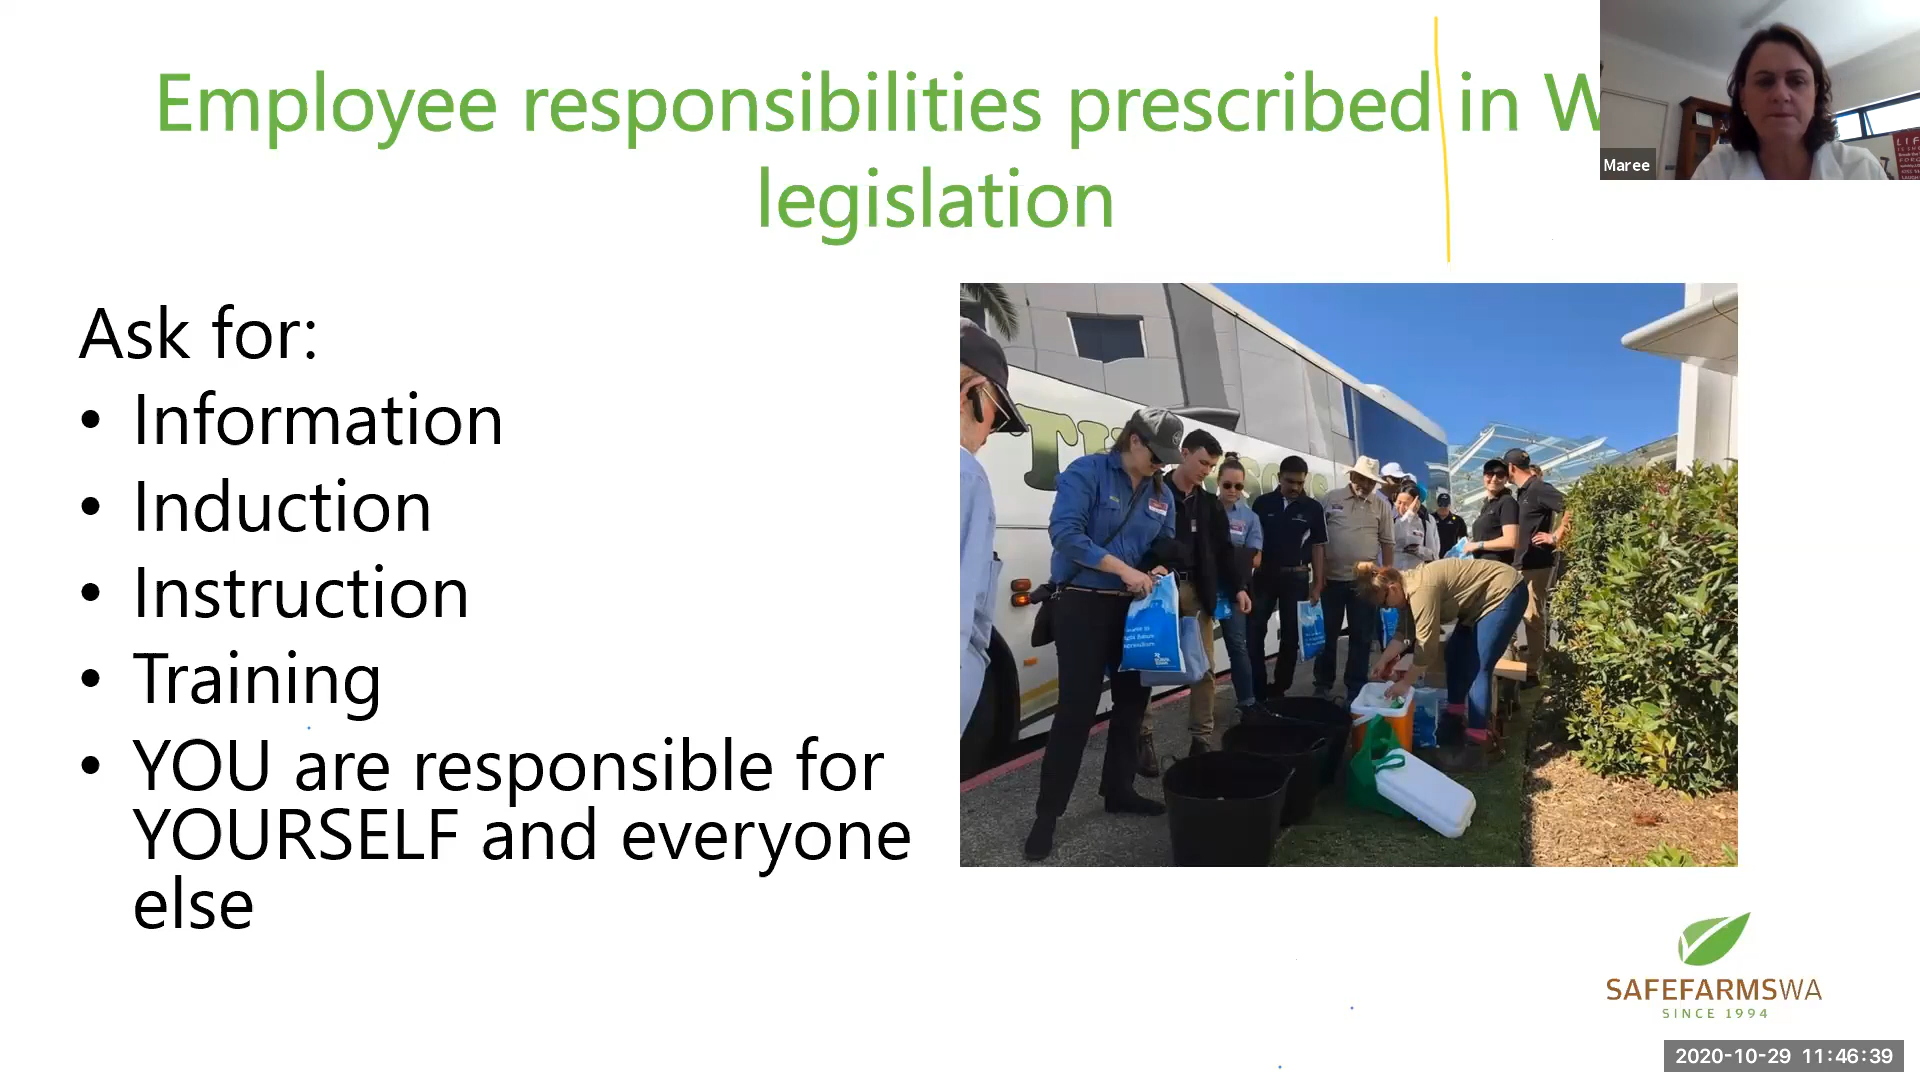 Employee responsibilities prescribed in W
legislation
Maree
Ask for:
• Information
• Induction
• Instruction
• Training
• YOU are responsible for
YOURSELF and everyone
else
SAFEFARMSWA
SINCE 1994
2020-10-29 11:46:39